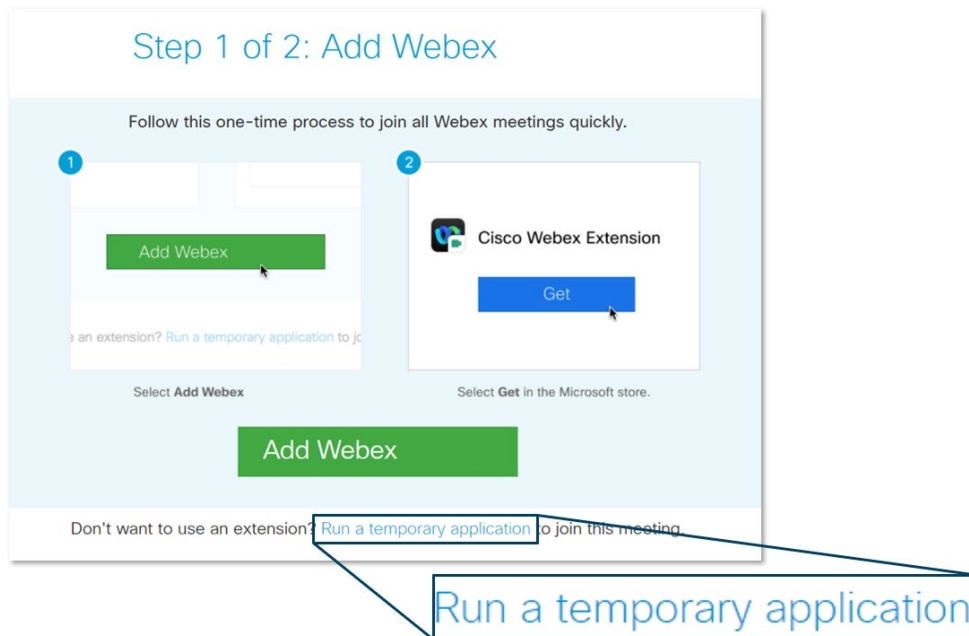 Step 1 of 2: Add Webex
Follow this one-time process to join all Webex meetings quickly.
1
Add Webex
an extension? Run a temporary application to
Select Add Webex
2
Cisco Webex Extension
Get
Select Get in the Microsoft store.
Add Webex
Don't want to use an extension? Run a temporary application to join this meeting.
Run a temporary application